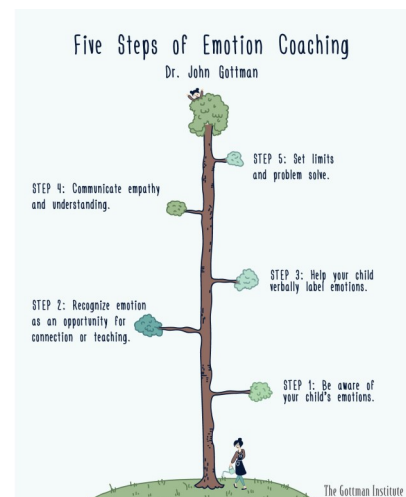 Five Steps of Emotion Coaching
Dr. John Gottman
STEP 5: Set limits
and problem solve.
STEP 4: Communicate empathy
and understanding.
STEP 3: Help your child
verbally label emotions.
STEP 2: Recognize emotion
as an opportunity for
connection or teaching.
STEP 1: Be aware of
your child's emotions.
The Gottman Institute